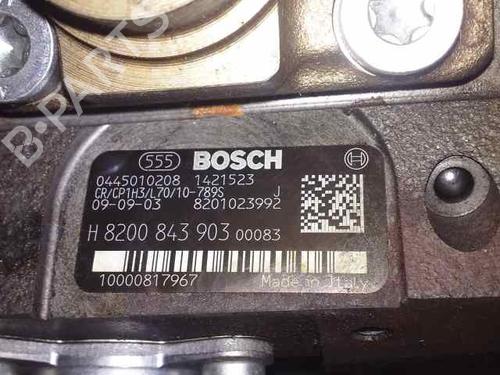 B-PARTS
555 BOSCH
0445010208 1421523
CR/CP1H3/L70/10-789S J
09-09-03 8201023992
H 8200 843 903 00083
10000817967 Made in Italy